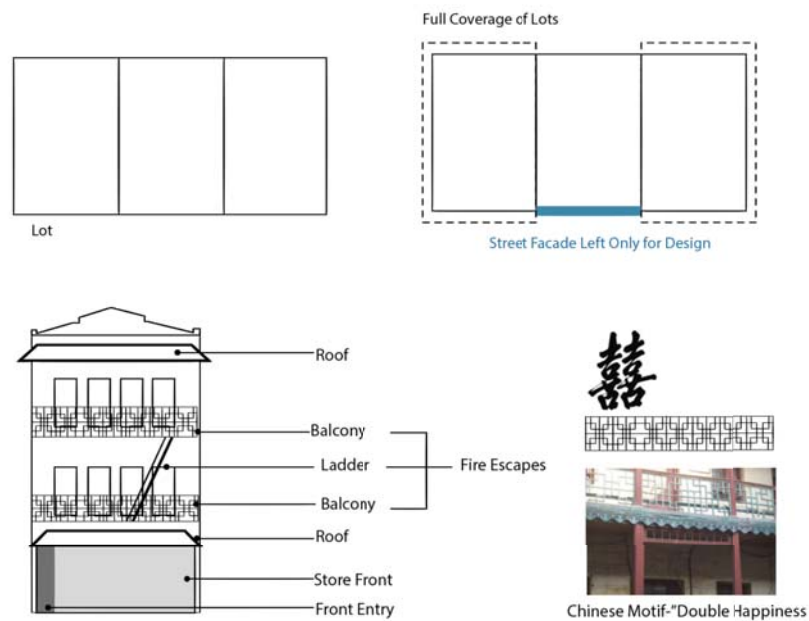 Full Coverage of Lots
Lot
Street Facade Left Only for Design
Roof
Balcony
Ladder
Fire Escapes
Balcony
Roof
Store Front
Front Entry
囍
Chinese Motif-"Double Happiness